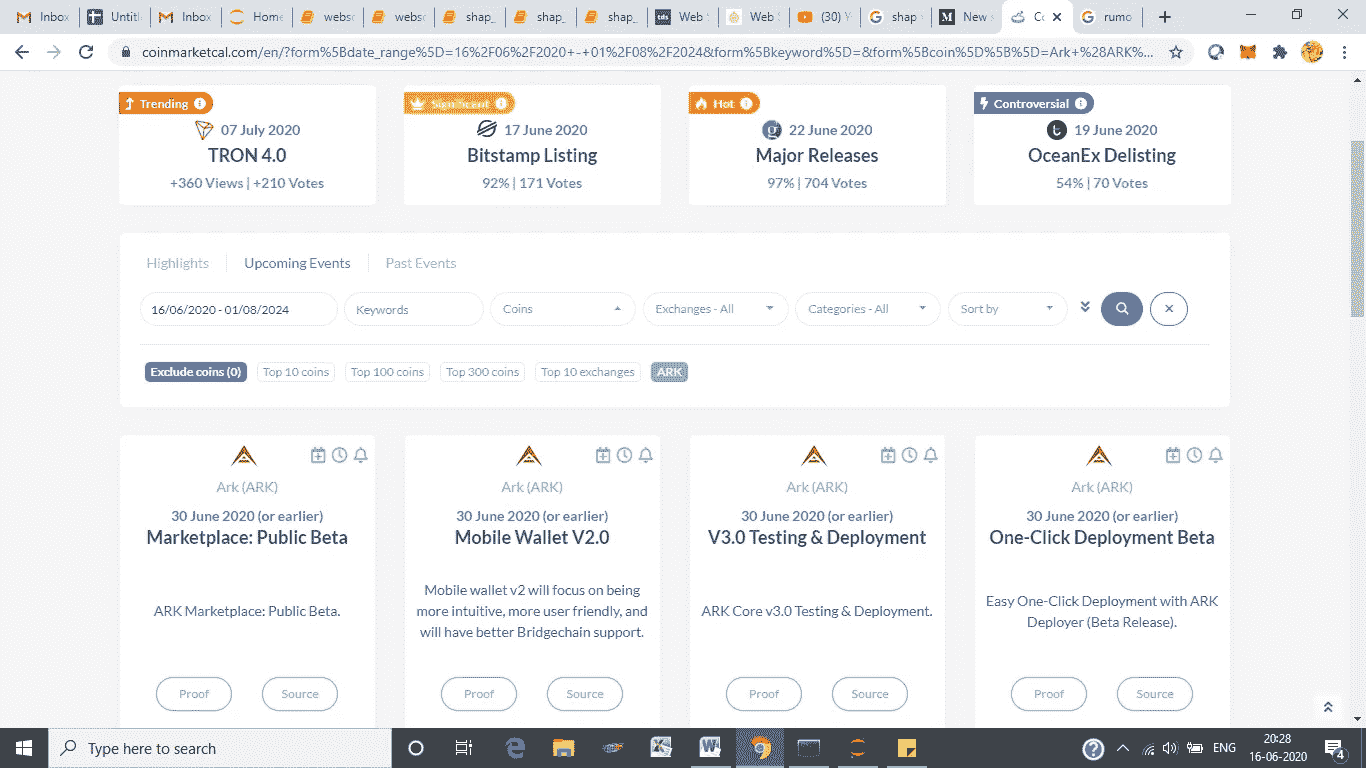 Inbox
Untitl
Inbox
Home
webso
webso
shap_
shap_
shap_
tds
Web S
Web S
(30) Y
shap
New s
Co
rumo
coinmarketcal.com/en/?form%5Bdate_range%5D=16%2F06%2F2020+-+01%2F08%2F2024&form%5Bkeyword%5D=&form%5Bcoin%5D%5B%5D=Ark+%28ARK%...
Trending
07 July 2020
TRON 4.0
+360 Views | +210 Votes
Significant
17 June 2020
Bitstamp Listing
92% | 171 Votes
Hot
22 June 2020
Major Releases
97% | 704 Votes
Controversial
19 June 2020
OceanEx Delisting
54% | 70 Votes
Highlights
Upcoming Events
Past Events
16/06/2020 - 01/08/2024
Keywords
Coins
Exchanges - All
Categories - All
Sort by
Exclude coins (0)
Top 10 coins
Top 100 coins
Top 300 coins
Top 10 exchanges
ARK
Ark (ARK)
30 June 2020 (or earlier)
Marketplace: Public Beta
ARK Marketplace: Public Beta.
Proof
Source
Ark (ARK)
30 June 2020 (or earlier)
Mobile Wallet V2.0
Mobile wallet v2 will focus on being
more intuitive, more user friendly, and
will have better Bridgechain support.
Proof
Source
Ark (ARK)
30 June 2020 (or earlier)
V3.0 Testing & Deployment
ARK Core v3.0 Testing & Deployment.
Proof
Source
Ark (ARK)
30 June 2020 (or earlier)
One-Click Deployment Beta
Easy One-Click Deployment with ARK
Deployer (Beta Release).
Proof
Source
Type here to search
ENG
20:28
16-06-2020
4